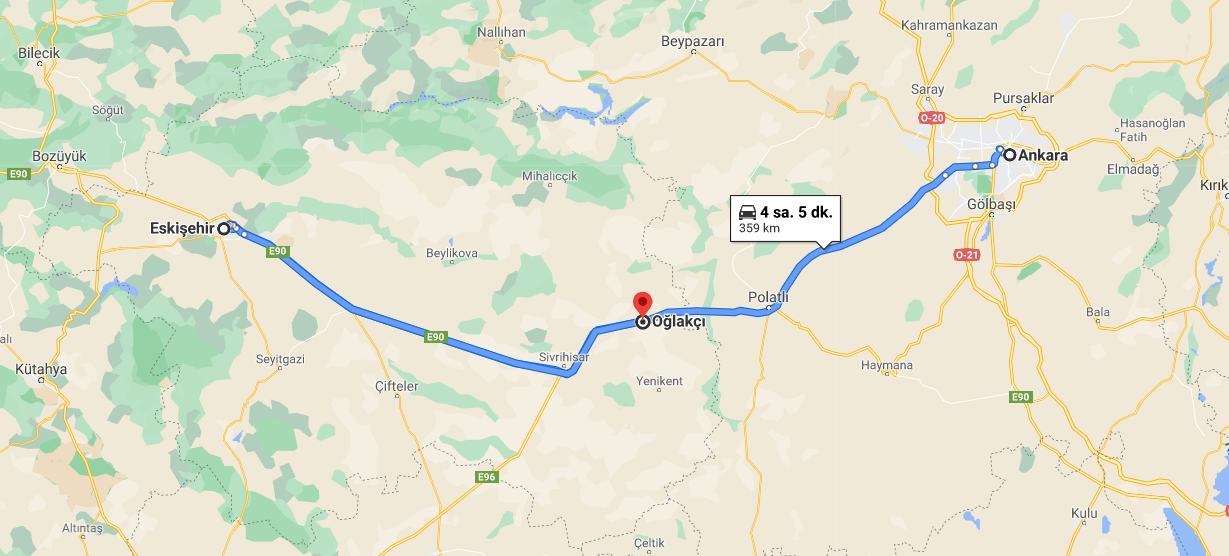 Nallıhan
Kahramankazan
Beypazarı
Bilecik
Saray
Pursaklar
Söğüt
O-20
Hasanoğlan
Fatih
Bozüyük
Ankara
E90
Elmadağ
Mihalıccık
Kırık
Gölbaşı
4 sa. 5 dk.
359 km
Eskişehir
E90
Beylikova
O-21
Polatlı
Oğlakçı
Bala
E90
alı
Sivrihisar
Seyitgazi
Kütahya
Haymana
Yenikent
Çifteler
E90
E96
Kulu
Altıntaş
Çeltik